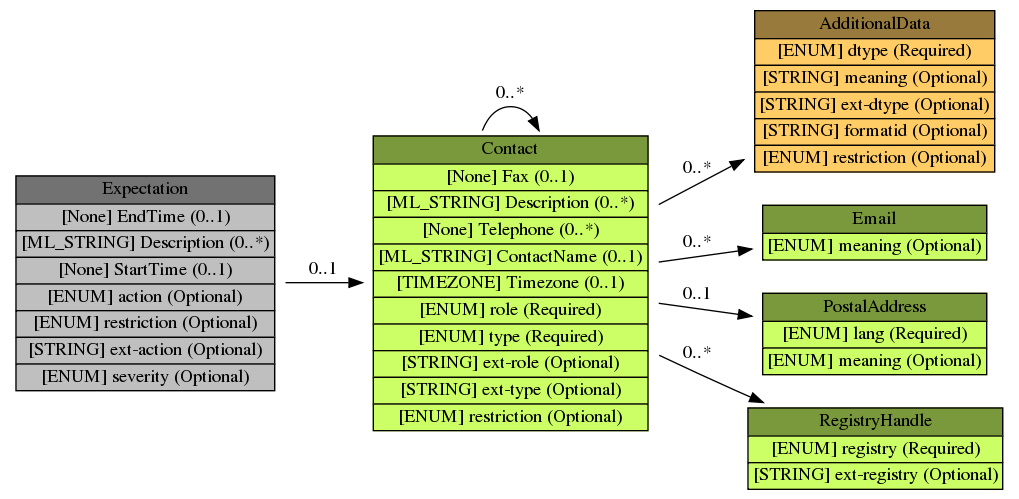 Expectation
[None] EndTime (0..1)
[ML_STRING] Description (0..*)
[None] StartTime (0..1)
[ENUM] action (Optional)
[ENUM] restriction (Optional)
[STRING] ext-action (Optional)
[ENUM] severity (Optional)
0..1
0..*
Contact
[None] Fax (0..1)
[ML_STRING] Description (0..*)
[None] Telephone (0..*)
[ML_STRING] ContactName (0..1)
[TIMEZONE] Timezone (0..1)
[ENUM] role (Required)
[ENUM] type (Required)
[STRING] ext-role (Optional)
[STRING] ext-type (Optional)
[ENUM] restriction (Optional)
0..*
AdditionalData
[ENUM] dtype (Required)
[STRING] meaning (Optional)
[STRING] ext-dtype (Optional)
[STRING] formatid (Optional)
[ENUM] restriction (Optional)
0..*
Email
[ENUM] meaning (Optional)
0..1
PostalAddress
[ENUM] lang (Required)
[ENUM] meaning (Optional)
0..*
RegistryHandle
[ENUM] registry (Required)
[STRING] ext-registry (Optional)